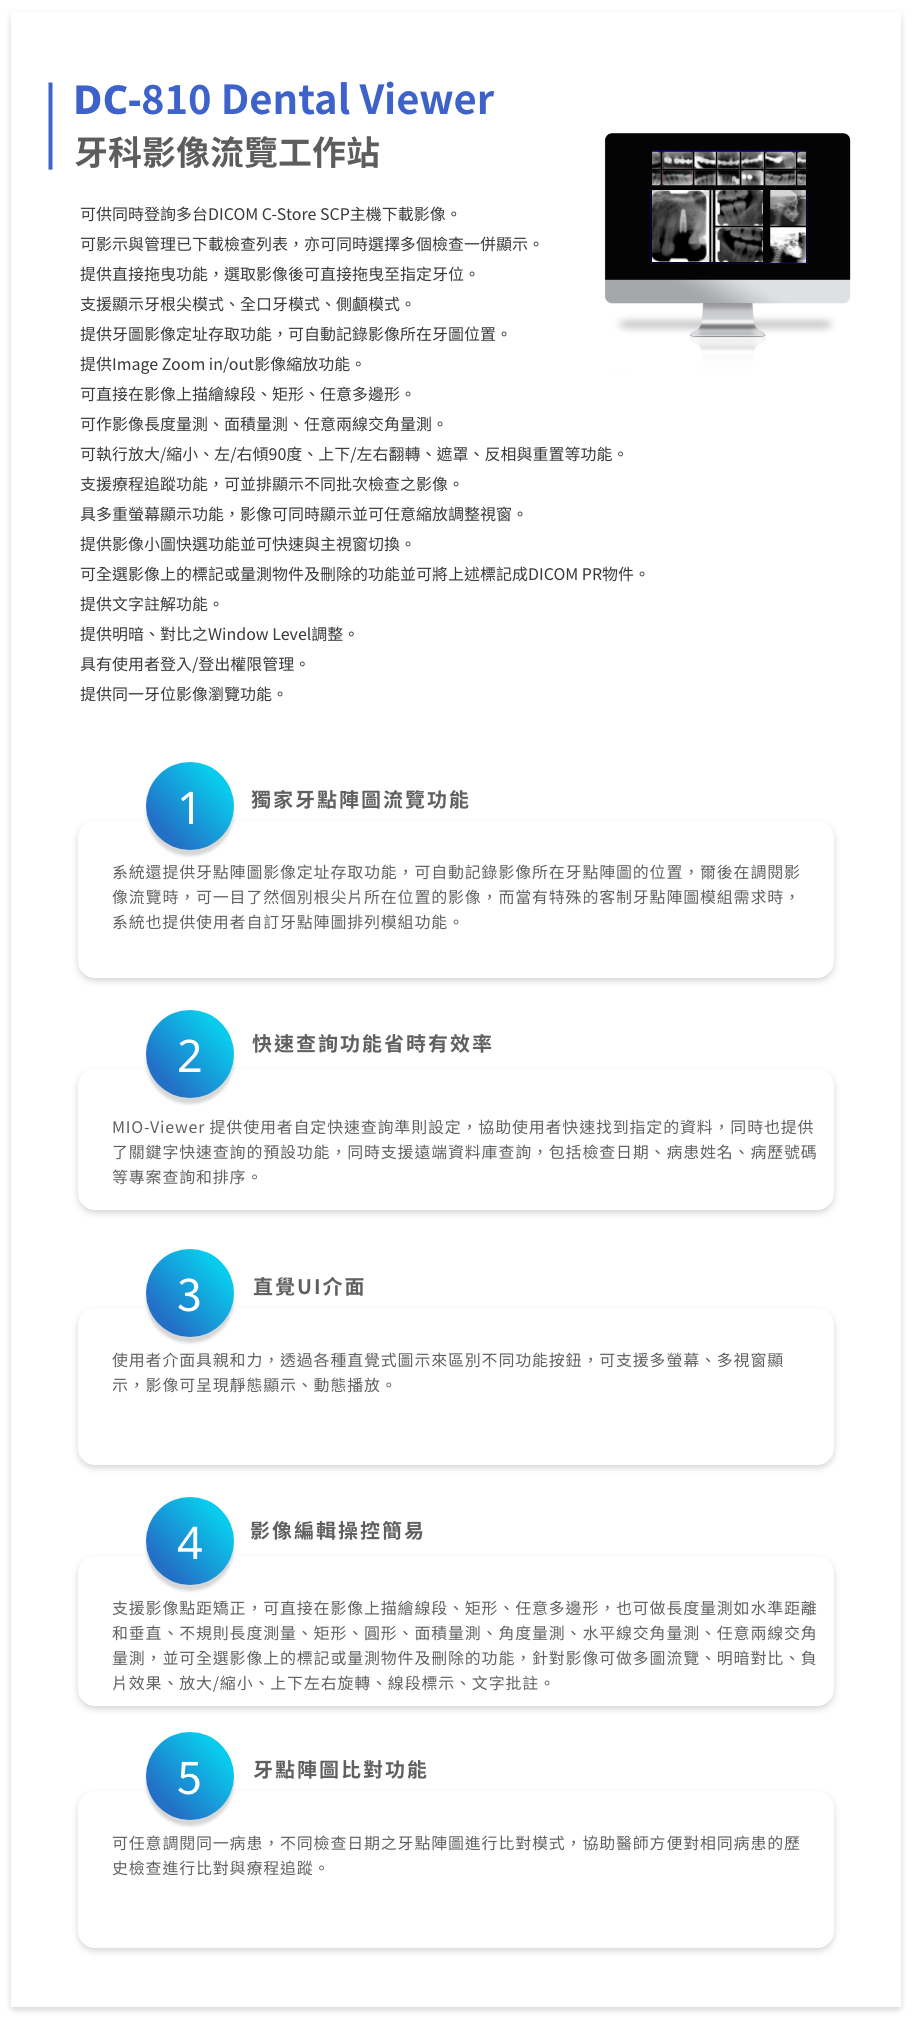 DC-810 Dental Viewer
牙科影像流覽工作站
可供同時登詢多台DICOM C-Store SCP主機下載影像。
可影示與管理已下載檢查列表，亦可同時選擇多個檢查一併顯示。
提供直接拖曳功能，選取影像後可直接拖曳至指定牙位。
支援顯示牙根尖模式、全口牙模式、側顱模式。
提供牙圖影像定址存取功能，可自動記錄影像所在牙圖位置。
提供Image Zoom in/out影像縮放功能。
可直接在影像上描繪線段、矩形、任意多邊形。
可作影像長度量測、面積量測、任意兩線交角量測。
可執行放大/縮小、左/右傾90度、上下/左右翻轉、遮罩、反相與重置等功能。
支援療程追蹤功能，可並排顯示不同批次檢查之影像。
具多重螢幕顯示功能，影像可同時顯示並可任意縮放調整視窗。
提供影像小圖快選功能並可快速與主視窗切換。
可全選影像上的標記或量測物件及刪除的功能並可將上述標記成DICOM PR物件。
提供文字註解功能。
提供明暗、對比之Window Level調整。
具有使用者登入/登出權限管理。
提供同一牙位影像瀏覽功能。
1
獨家牙點陣圖流覽功能
系統還提供牙點陣圖影像定址存取功能，可自動記錄影像所在牙點陣圖的位置，爾後在調閱影
像流覽時，可一目了然個別根尖片所在位置的影像，而當有特殊的客制牙點陣圖模組需求時，
系統也提供使用者自訂牙點陣圖排列模組功能。
2
快速查詢功能省時有效率
MIO-Viewer 提供使用者自定快速查詢準則設定，協助使用者快速找到指定的資料，同時也提供
了關鍵字快速查詢的預設功能，同時支援遠端資料庫查詢，包括檢查日期、病患姓名、病歷號碼
等專案查詢和排序。
3
直覺UI介面
使用者介面具親和力，透過各種直覺式圖示來區別不同功能按鈕，可支援多螢幕、多視窗顯
示，影像可呈現靜態顯示、動態播放。
4
影像編輯操控簡易
支援影像點距矯正，可直接在影像上描繪線段、矩形、任意多邊形，也可做長度量測如水準距離
和垂直、不規則長度測量、矩形、圓形、面積量測、角度量測、水平線交角量測、任意兩線交角
量測，並可全選影像上的標記或量測物件及刪除的功能，針對影像可做多圖流覽、明暗對比、負
片效果、放大/縮小、上下左右旋轉、線段標示、文字批註。
5
牙點陣圖比對功能
可任意調閱同一病患，不同檢查日期之牙點陣圖進行比對模式，協助醫師方便對相同病患的歷
史檢查進行比對與療程追蹤。